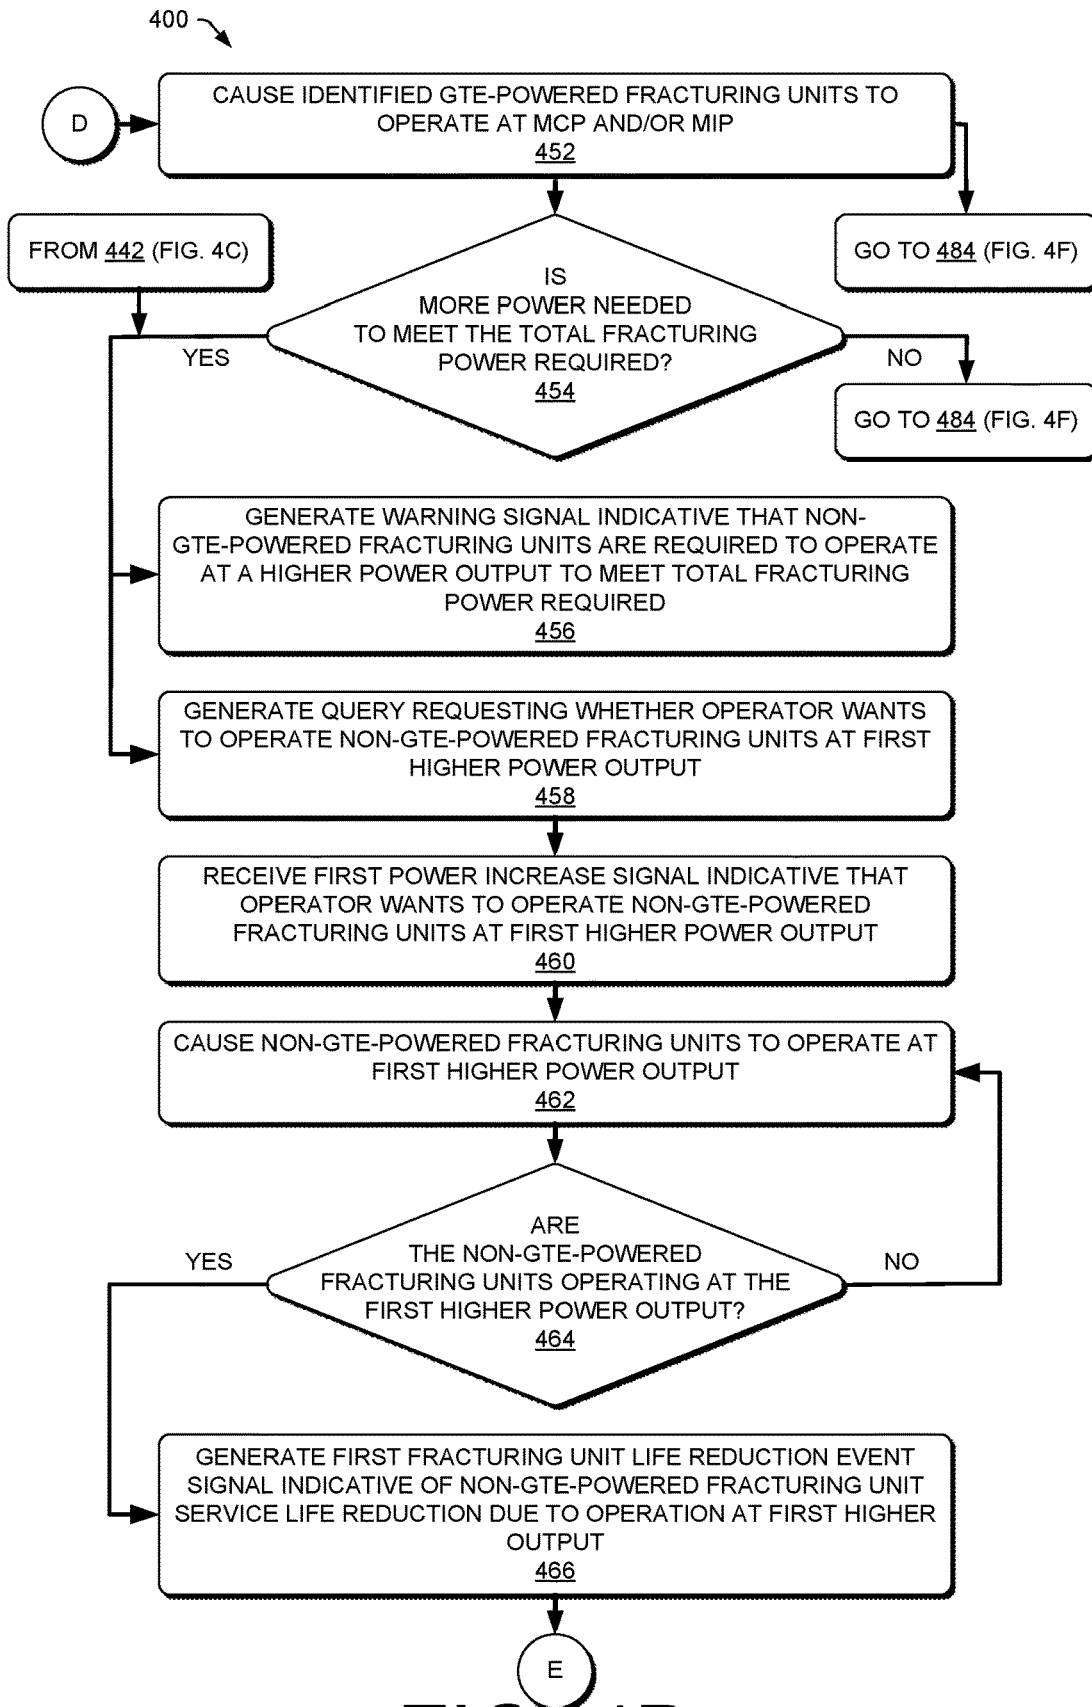 400
D
CAUSE IDENTIFIED GTE-POWERED FRACTURING UNITS TO
OPERATE AT MCP AND/OR MIP
452
FROM 442 (FIG. 4C)
GO TO 484 (FIG. 4F)
IS
MORE POWER NEEDED
TO MEET THE TOTAL FRACTURING
POWER REQUIRED?
454
YES
NO
GO TO 484 (FIG. 4F)
GENERATE WARNING SIGNAL INDICATIVE THAT NON-
GTE-POWERED FRACTURING UNITS ARE REQUIRED TO OPERATE
AT A HIGHER POWER OUTPUT TO MEET TOTAL FRACTURING
POWER REQUIRED
456
GENERATE QUERY REQUESTING WHETHER OPERATOR WANTS
TO OPERATE NON-GTE-POWERED FRACTURING UNITS AT FIRST
HIGHER POWER OUTPUT
458
RECEIVE FIRST POWER INCREASE SIGNAL INDICATIVE THAT
OPERATOR WANTS TO OPERATE NON-GTE-POWERED
FRACTURING UNITS AT FIRST HIGHER POWER OUTPUT
460
CAUSE NON-GTE-POWERED FRACTURING UNITS TO OPERATE AT
FIRST HIGHER POWER OUTPUT
462
ARE
THE NON-GTE-POWERED
FRACTURING UNITS OPERATING AT THE
FIRST HIGHER POWER OUTPUT?
464
YES
NO
GENERATE FIRST FRACTURING UNIT LIFE REDUCTION EVENT
SIGNAL INDICATIVE OF NON-GTE-POWERED FRACTURING UNIT
SERVICE LIFE REDUCTION DUE TO OPERATION AT FIRST HIGHER
OUTPUT
466
E